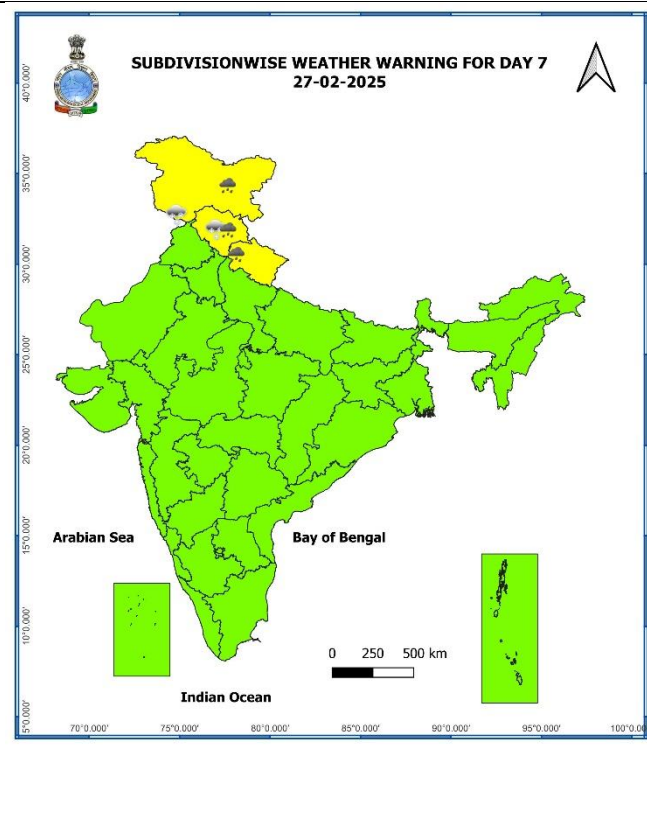 SUBDIVISIONWISE WEATHER WARNING FOR DAY 7
27-02-2025
40°0.000'
35°0.000'
30°0.000'
25°0.000'
20°0.000'
15°0.000'
10°0.000'
5°0.000'
Arabian Sea
Bay of Bengal
0 250 500 km
Indian Ocean
70°0.000' 75°0.000' 80°0.000' 85°0.000' 90°0.000' 95°0.000' 100°0.0